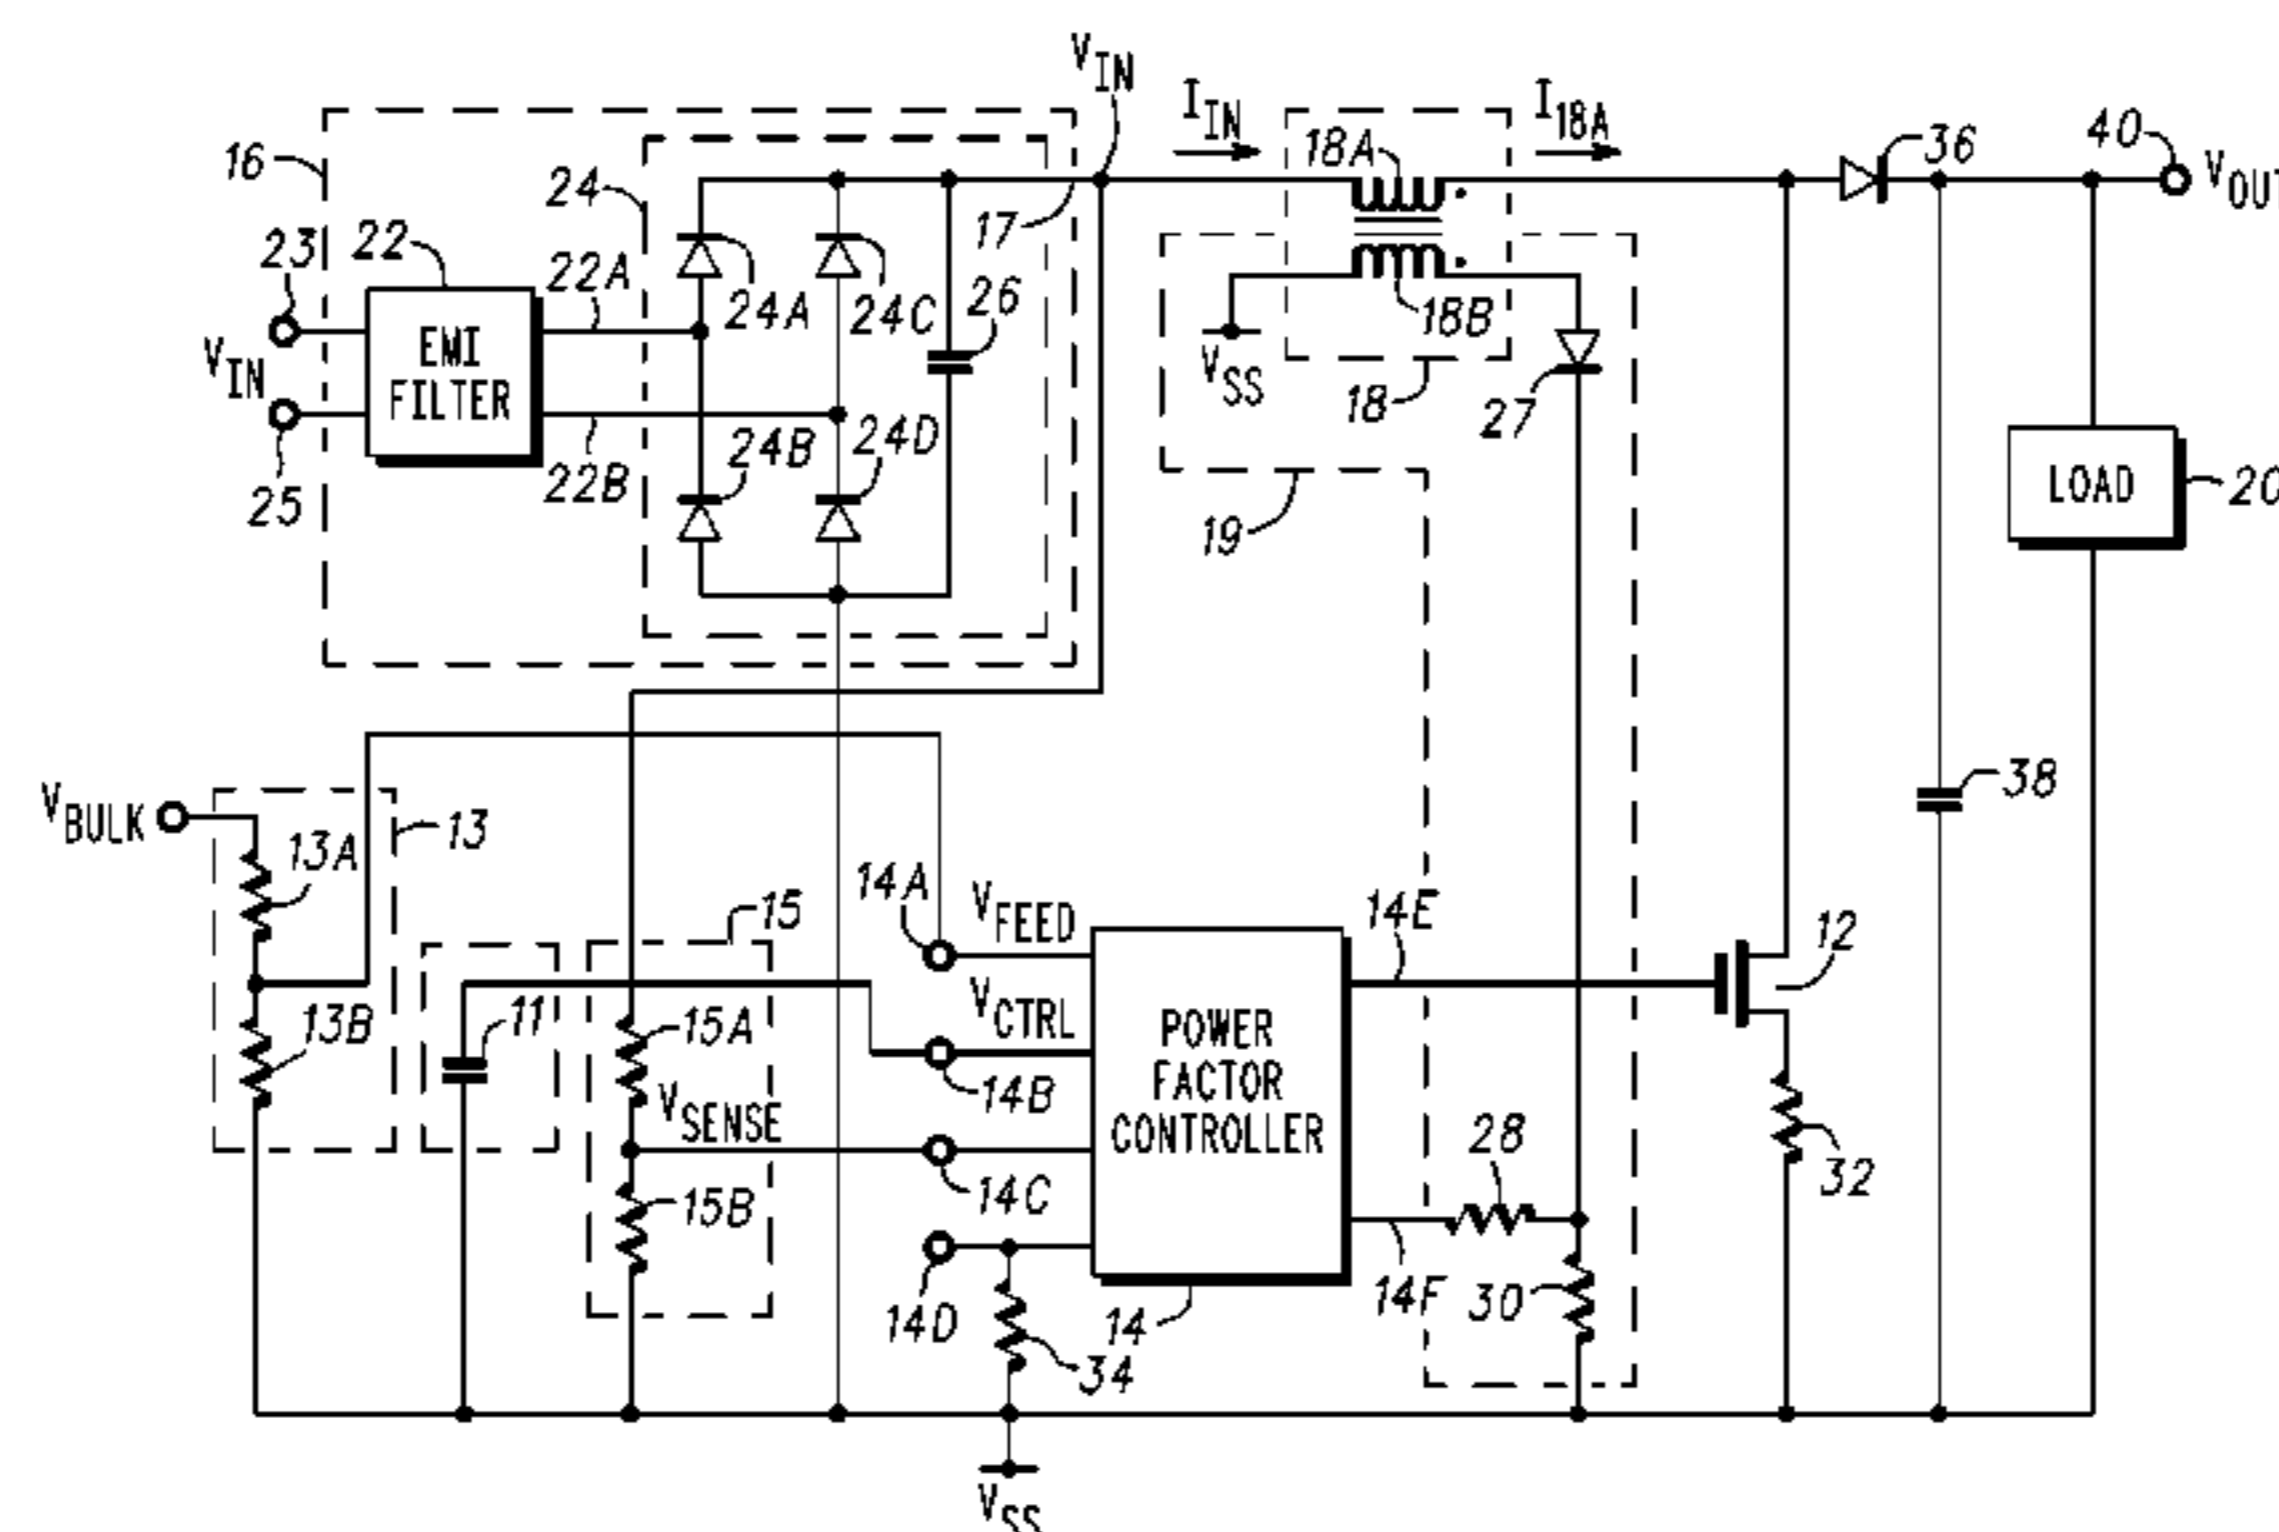 V_IN
I_IN
I_18A
16
24
18A
36
40
V_OUT
17
23
22
22A
24A
24C
26
18B
EMI
FILTER
V_IN
V_SS
18
27
25
22B
24B
24D
19
LOAD
20
V_BULK
13
13A
38
14A
V_FEED
15
14E
12
13B
11
15A
V_CTRL
14B
POWER
FACTOR
CONTROLLER
V_SENSE
28
32
14C
15B
14D
34
14
14F
30
V_SS